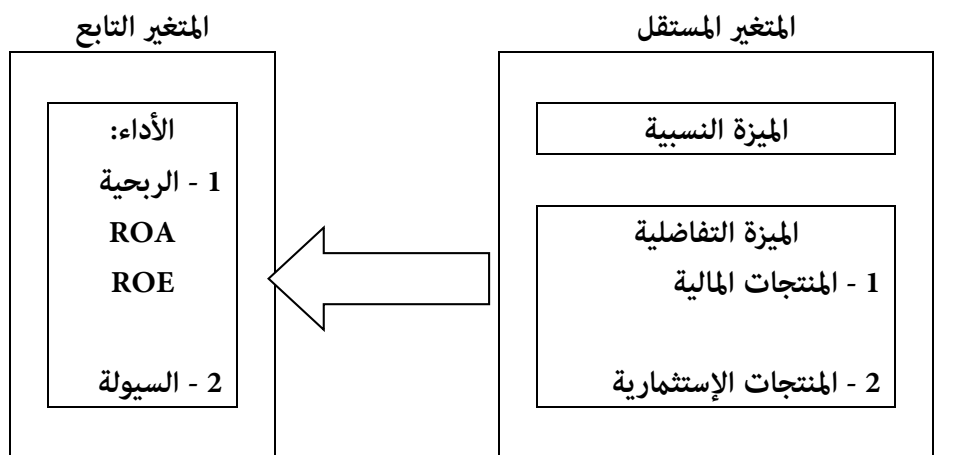 المتغير المستقل
الميزة النسبية
الميزة التفاضلية
1 - المنتجات المالية
2 - المنتجات الإستثمارية
المتغير التابع
الأداء:
1 - الربحية
ROA
ROE
2 - السيولة